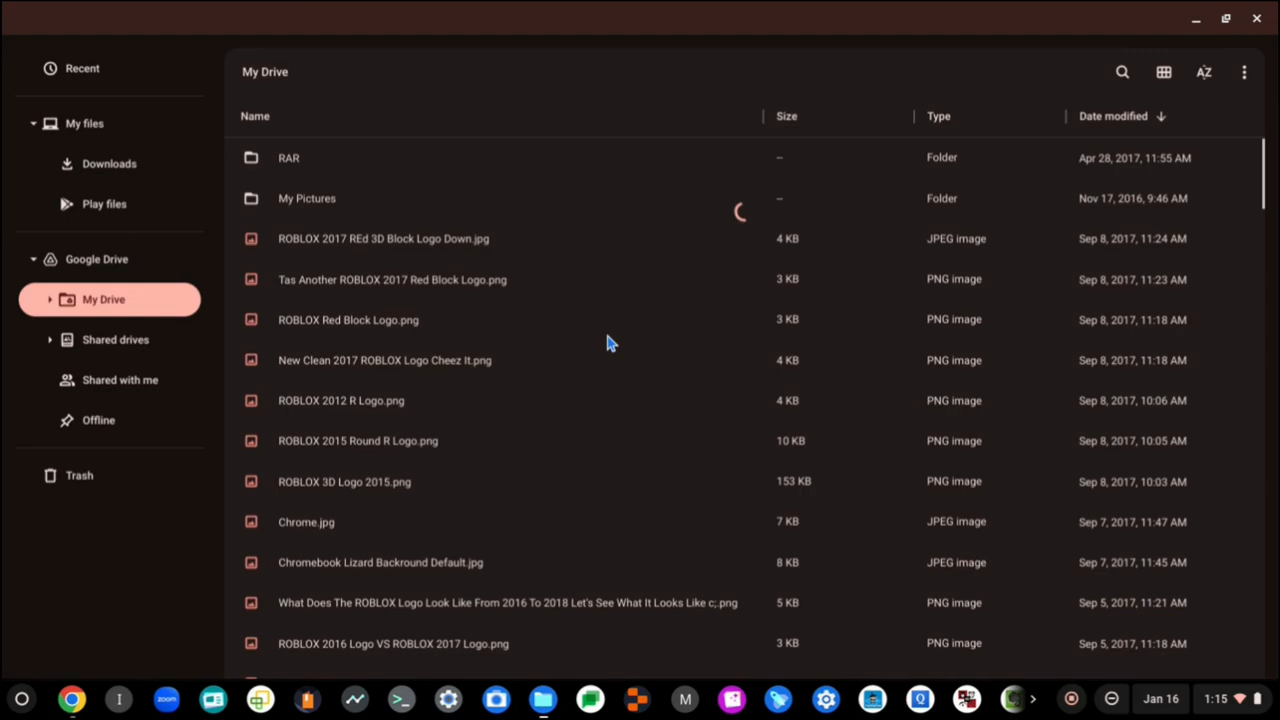 Recent
My files
Downloads
Play files
Google Drive
My Drive
Shared drives
Shared with me
Offline
Trash
My Drive
AZ
Name Size Type Date modified
RAR -- Folder Apr 28, 2017, 11:55 AM
My Pictures -- Folder Nov 17, 2016, 9:46 AM
ROBLOX 2017 REd 3D Block Logo Down.jpg 4 KB JPEG image Sep 8, 2017, 11:24 AM
Tas Another ROBLOX 2017 Red Block Logo.png 3 KB PNG image Sep 8, 2017, 11:23 AM
ROBLOX Red Block Logo.png 3 KB PNG image Sep 8, 2017, 11:18 AM
New Clean 2017 ROBLOX Logo Cheez It.png 4 KB PNG image Sep 8, 2017, 11:18 AM
ROBLOX 2012 R Logo.png 4 KB PNG image Sep 8, 2017, 10:06 AM
ROBLOX 2015 Round R Logo.png 10 KB PNG image Sep 8, 2017, 10:05 AM
ROBLOX 3D Logo 2015.png 153 KB PNG image Sep 8, 2017, 10:03 AM
Chrome.jpg 7 KB JPEG image Sep 7, 2017, 11:47 AM
Chromebook Lizard Backround Default.jpg 8 KB JPEG image Sep 7, 2017, 11:45 AM
What Does The ROBLOX Logo Look Like From 2016 To 2018 Let's See What It Looks Like c;.png 5 KB PNG image Sep 5, 2017, 11:21 AM
ROBLOX 2016 Logo VS ROBLOX 2017 Logo.png 3 KB PNG image Sep 5, 2017, 11:18 AM
I zoom M Q Jan 16 1:15